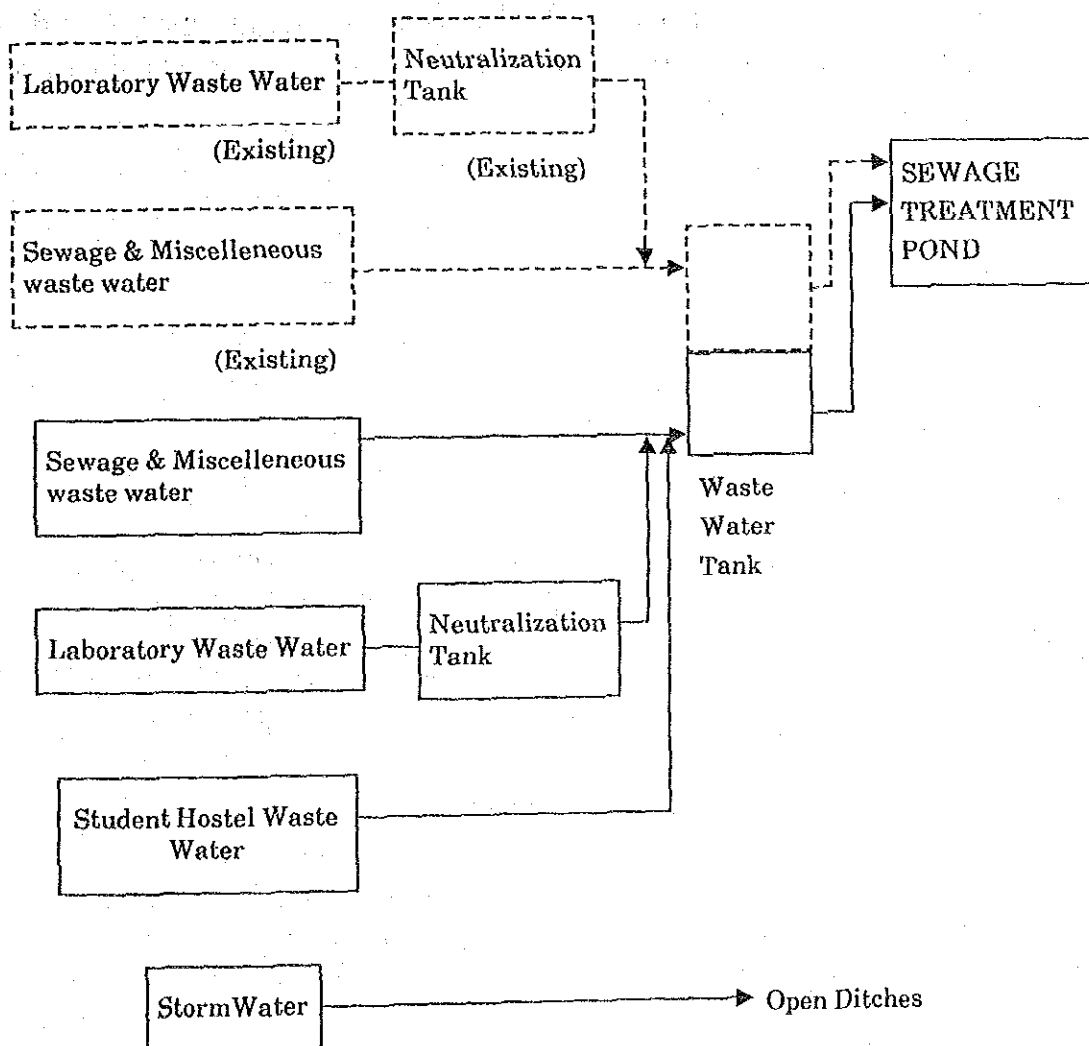 Laboratory Waste Water
(Existing)
Neutralization
Tank
(Existing)
Sewage & Miscelleneous
waste water
(Existing)
SEWAGE
TREATMENT
POND
Sewage & Miscelleneous
waste water
Waste
Water
Tank
Laboratory Waste Water
Neutralization
Tank
Student Hostel Waste
Water
StormWater
Open Ditches